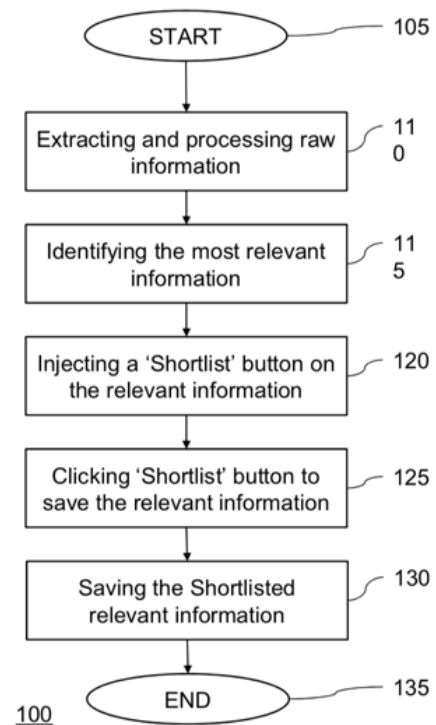 START
105
Extracting and processing raw
information
11
0
Identifying the most relevant
information
11
5
Injecting a ‘Shortlist’ button on
the relevant information
120
Clicking ‘Shortlist’ button to
save the relevant information
125
Saving the Shortlisted
relevant information
130
END
135
100